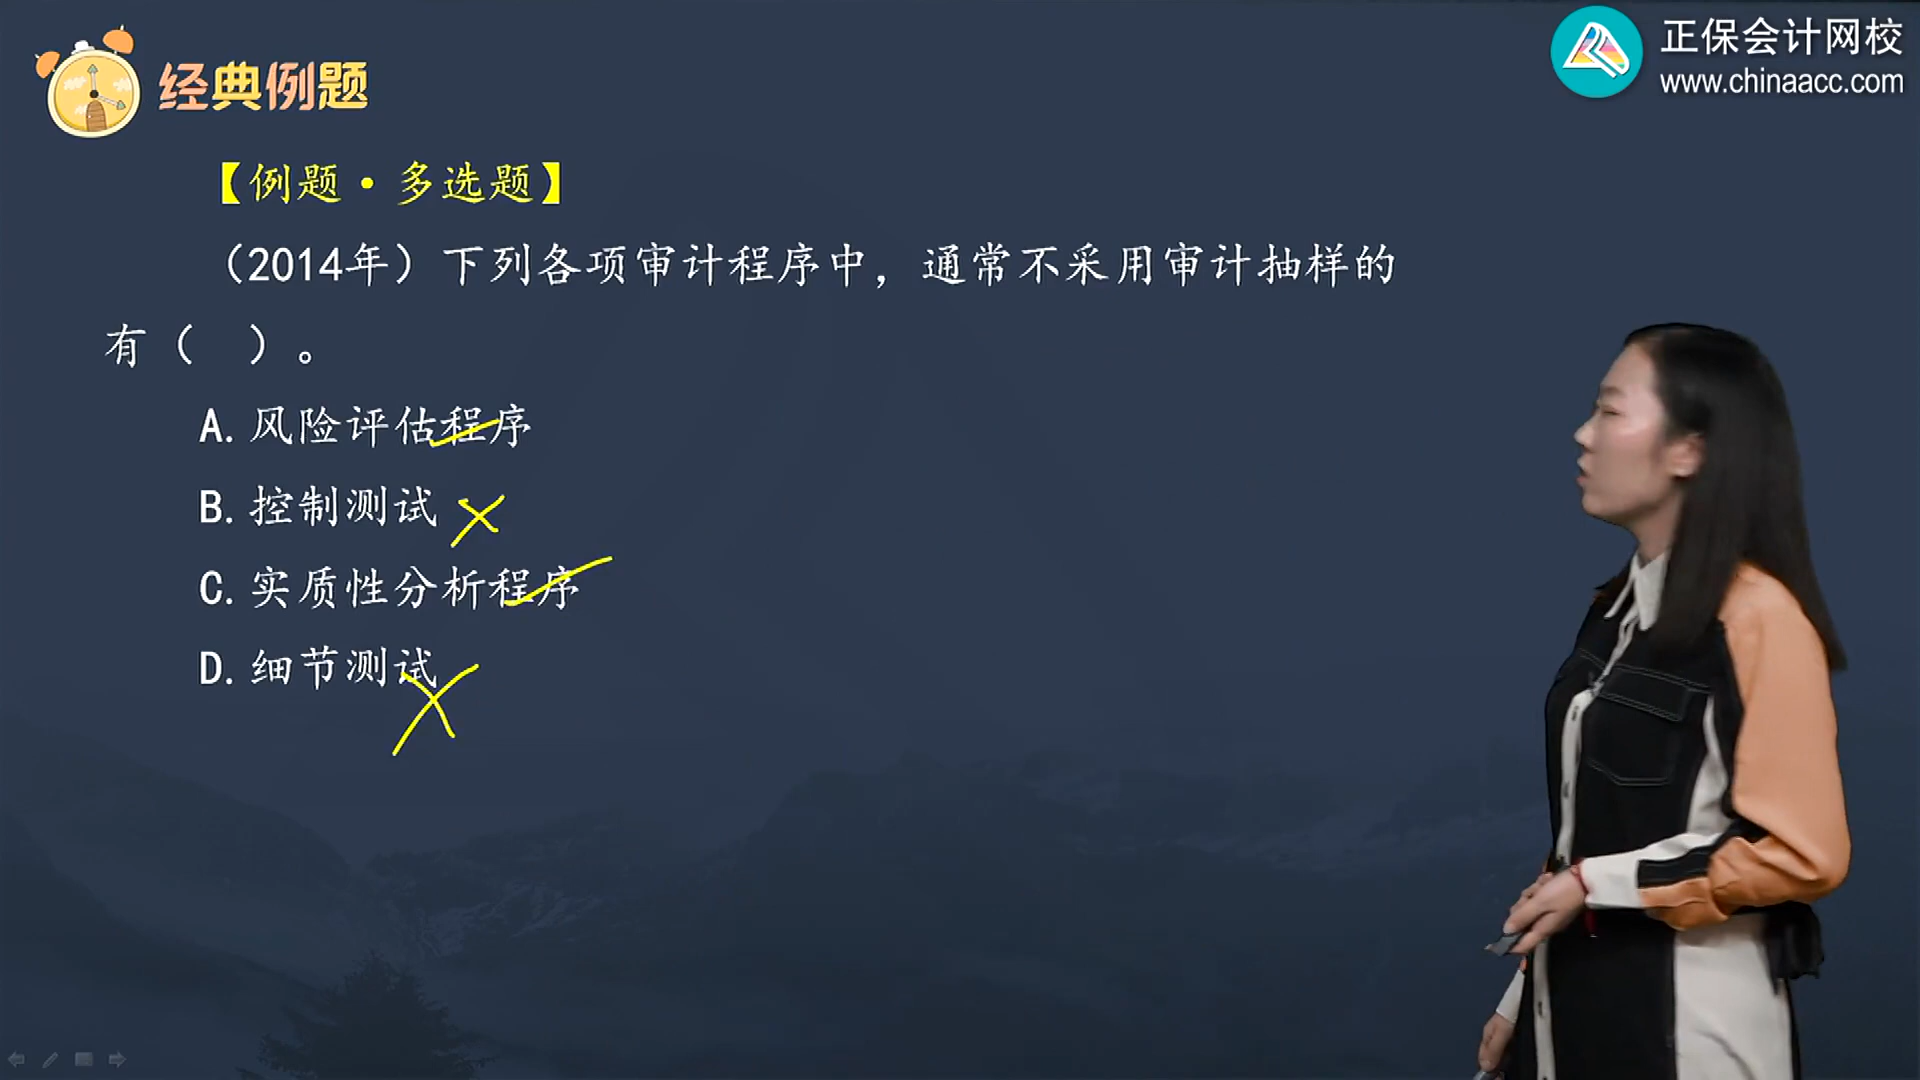 经典例题
正保会计网校
www.chinaacc.com
【例题·多选题】
（2014年）下列各项审计程序中，通常不采用审计抽样的
有（ ）。
A. 风险评估程序
B. 控制测试
C. 实质性分析程序
D. 细节测试